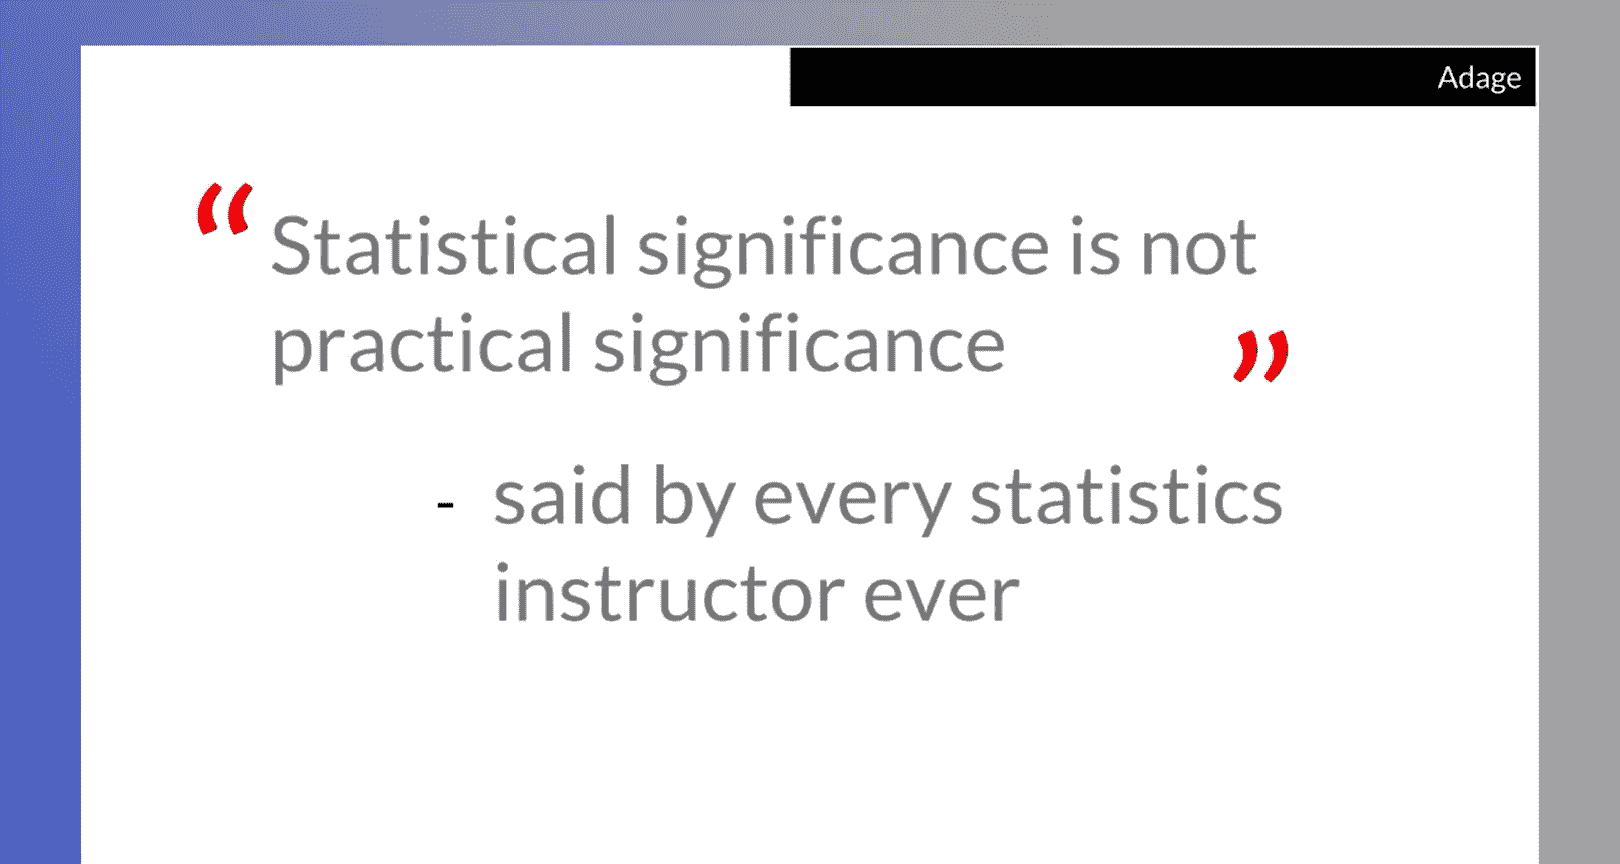 Adage
“Statistical significance is not
practical significance”
- said by every statistics
instructor ever